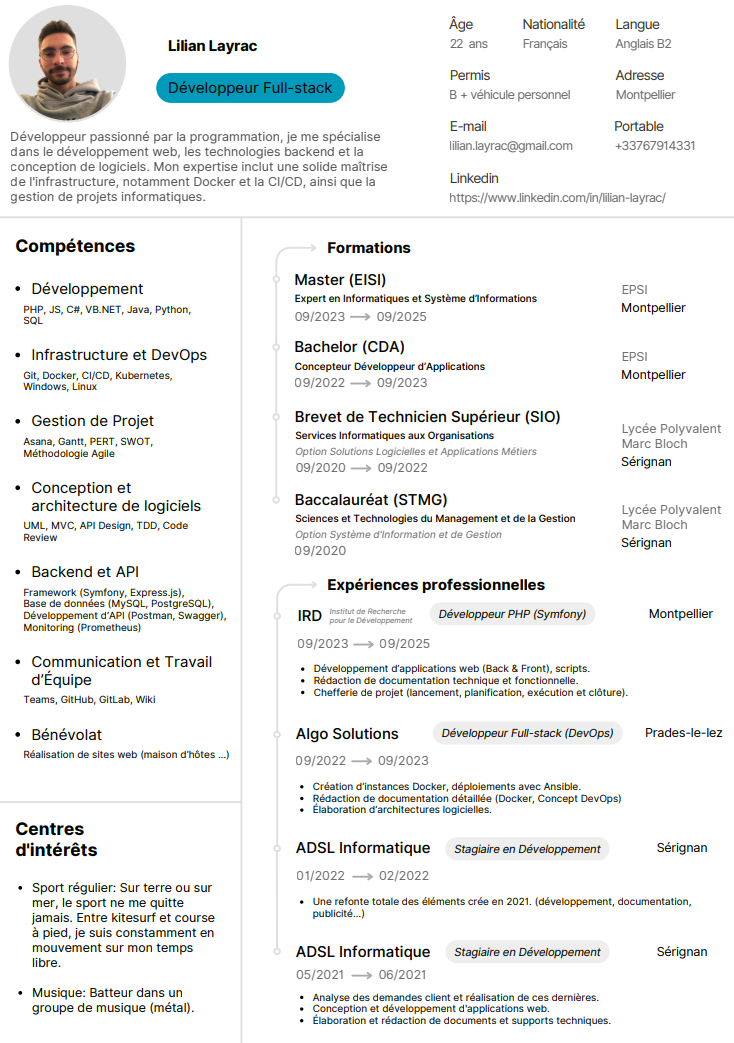 Lilian Layrac
Développeur Full-stack
Développeur passionné par la programmation, je me spécialise
dans le développement web, les technologies backend et la
conception de logiciels. Mon expertise inclut une solide maîtrise
de l'infrastructure, notamment Docker et la CI/CD, ainsi que la
gestion de projets informatiques.
Âge
22 ans
Nationalité
Français
Langue
Anglais B2
Permis
B + véhicule personnel
Adresse
Montpellier
E-mail
lilian.layrac@gmail.com
Portable
+33767914331
Linkedin
https://www.linkedin.com/in/lilian-layrac/
Compétences
• Développement
PHP, JS, C#, VB.NET, Java, Python,
SQL
• Infrastructure et DevOps
Git, Docker, CI/CD, Kubernetes,
Windows, Linux
• Gestion de Projet
Asana, Gantt, PERT, SWOT,
Méthodologie Agile
• Conception et
architecture de logiciels
UML, MVC, API Design, TDD, Code
Review
• Backend et API
Framework (Symfony, Express.js),
Base de données (MySQL, PostgreSQL),
Développement d'API (Postman, Swagger),
Monitoring (Prometheus)
• Communication et Travail
d'Équipe
Teams, GitHub, GitLab, Wiki
• Bénévolat
Réalisation de sites web (maison d'hôtes ...)
Centres
d'intérêts
• Sport régulier: Sur terre ou sur
mer, le sport ne me quitte
jamais. Entre kitesurf et course
à pied, je suis constamment en
mouvement sur mon temps
libre.
• Musique: Batteur dans un
groupe de musique (métal).
Formations
Master (EISI)
Expert en Informatiques et Système d'Informations
09/2023 → 09/2025
EPSI
Montpellier
Bachelor (CDA)
Concepteur Développeur d'Applications
09/2022 → 09/2023
EPSI
Montpellier
Brevet de Technicien Supérieur (SIO)
Services Informatiques aux Organisations
Option Solutions Logicielles et Applications Métiers
09/2020 → 09/2022
Lycée Polyvalent
Marc Bloch
Sérignan
Baccalauréat (STMG)
Sciences et Technologies du Management et de la Gestion
Option Système d'Information et de Gestion
09/2020
Lycée Polyvalent
Marc Bloch
Sérignan
Expériences professionnelles
IRD
Institut de Recherche
pour le Développement
Développeur PHP (Symfony)
Montpellier
09/2023 → 09/2025
• Développement d'applications web (Back & Front), scripts.
• Rédaction de documentation technique et fonctionnelle.
• Chefferie de projet (lancement, planification, exécution et clôture).
Algo Solutions
Développeur Full-stack (DevOps)
Prades-le-lez
09/2022 → 09/2023
• Création d'instances Docker, déploiements avec Ansible.
• Rédaction de documentation détaillée (Docker, Concept DevOps)
• Élaboration d'architectures logicielles.
ADSL Informatique
Stagiaire en Développement
Sérignan
01/2022 → 02/2022
• Une refonte totale des éléments crée en 2021. (développement, documentation,
publicité...)
ADSL Informatique
Stagiaire en Développement
Sérignan
05/2021 → 06/2021
• Analyse des demandes client et réalisation de ces dernières.
• Conception et développement d'applications web.
• Élaboration et rédaction de documents et supports techniques.